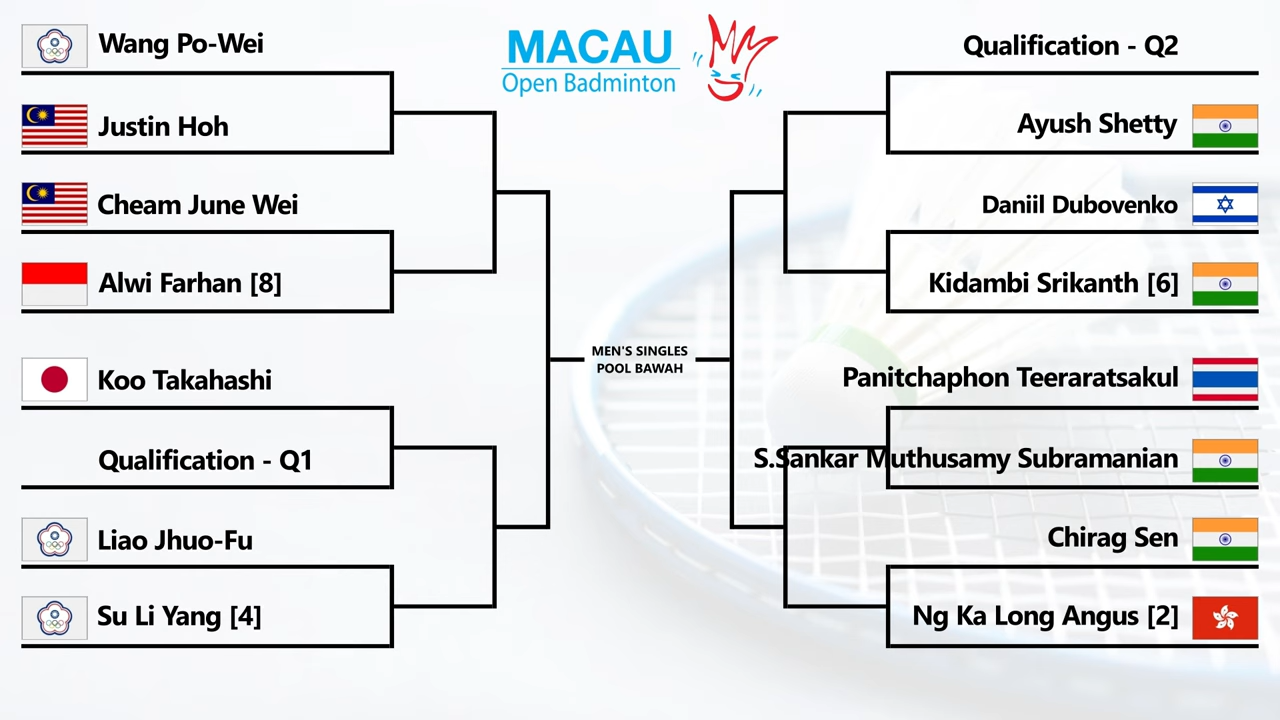 Wang Po-Wei
Justin Hoh
Cheam June Wei
Alwi Farhan [8]
Koo Takahashi
Qualification - Q1
Liao Jhuo-Fu
Su Li Yang [4]
MACAU
Open Badminton
MEN'S SINGLES
POOL BAWAH
Qualification - Q2
Ayush Shetty
Daniil Dubovenko
Kidambi Srikanth [6]
Panitchaphon Teeraratsakul
S.Sankar Muthusamy Subramanian
Chirag Sen
Ng Ka Long Angus [2]